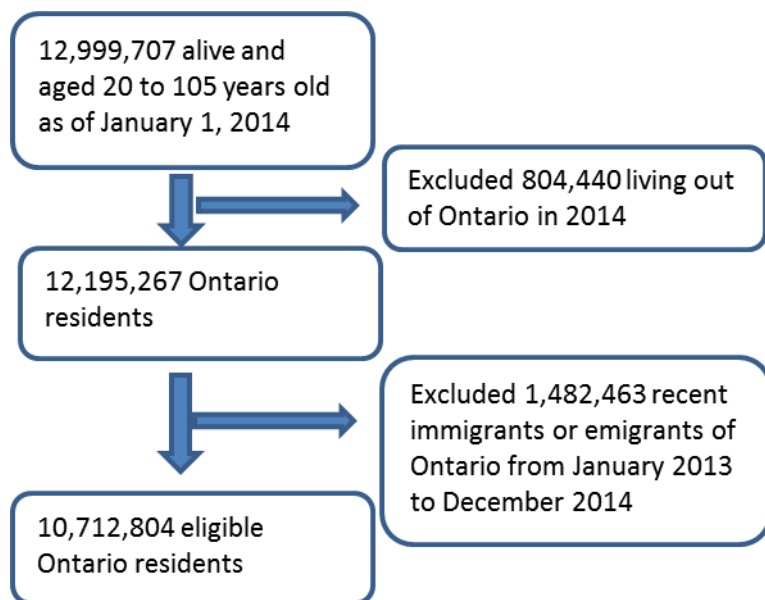 12,999,707 alive and
aged 20 to 105 years old
as of January 1, 2014
Excluded 804,440 living out
of Ontario in 2014
12,195,267 Ontario
residents
Excluded 1,482,463 recent
immigrants or emigrants of
Ontario from January 2013
to December 2014
10,712,804 eligible
Ontario residents